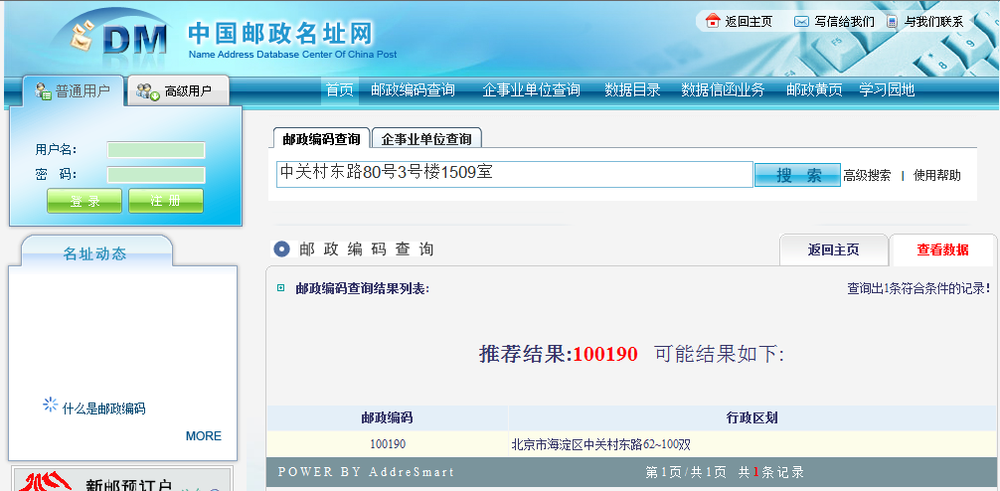 返回主页 写信给我们 与我们联系
DM 中国邮政名址网
Name Address Database Center Of China Post
普通用户 高级用户
首页 邮政编码查询 企事业单位查询 数据目录 数据信函业务 邮政黄页 学习园地
用户名：
密 码：
登 录 注 册
邮政编码查询 企事业单位查询
中关村东路80号3号楼1509室 搜 索 高级搜索 | 使用帮助
名址动态
什么是邮政编码
MORE
新邮预订户
邮政编码查询 返回主页 查看数据
邮政编码查询结果列表: 查询出1条符合条件的记录!
推荐结果:100190 可能结果如下:
邮政编码 行政区划
100190 北京市海淀区中关村东路62~100双
POWER BY AddreSmart 第1页/共1页 共1条记录